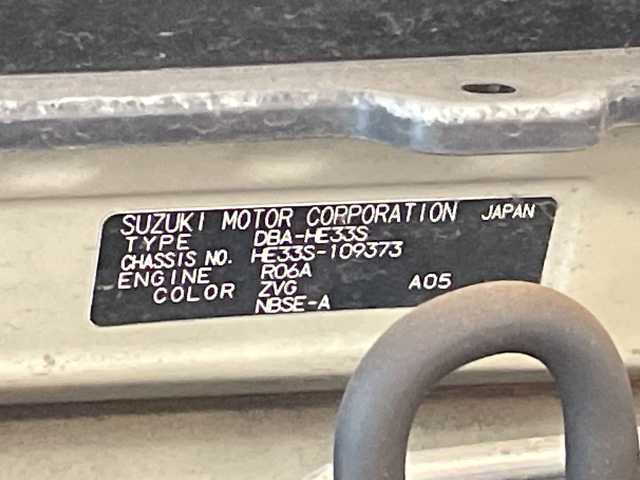 SUZUKI MOTOR CORPORATION JAPAN
TYPE DBA-HE33S
CHASSIS NO. HE33S-109373
ENGINE R06A
COLOR ZVG A05
NBSE-A